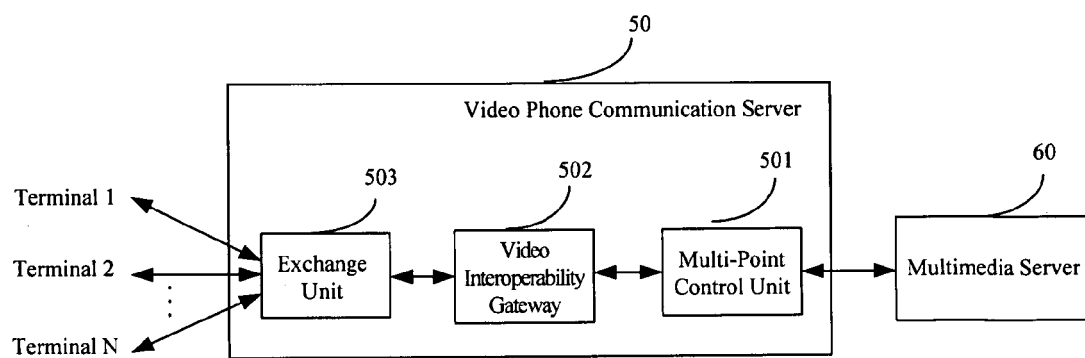 50
Video Phone Communication Server
503
502
501
60
Terminal 1
Terminal 2
Terminal N
Exchange
Unit
Video
Interoperability
Gateway
Multi-Point
Control Unit
Multimedia Server